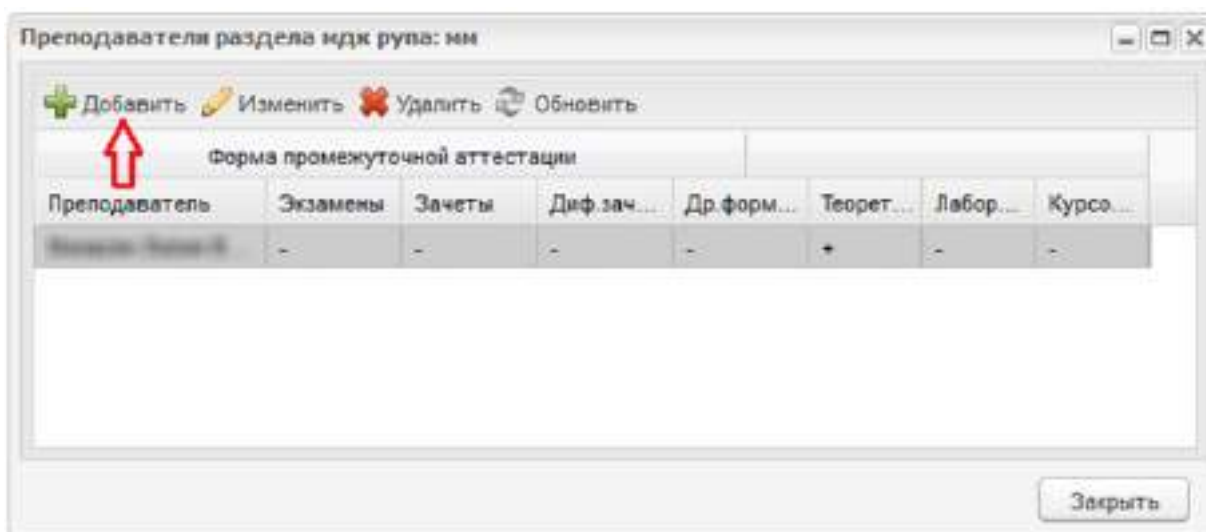 Преподаватели раздела мдк рупа: мм
Добавить Изменить Удалить Обновить
Форма промежуточной аттестации
Преподаватель Экзамены Зачеты Диф.зач... Др.форм... Теорет... Лабор... Курсо...
- - - - + - -
Закрыть